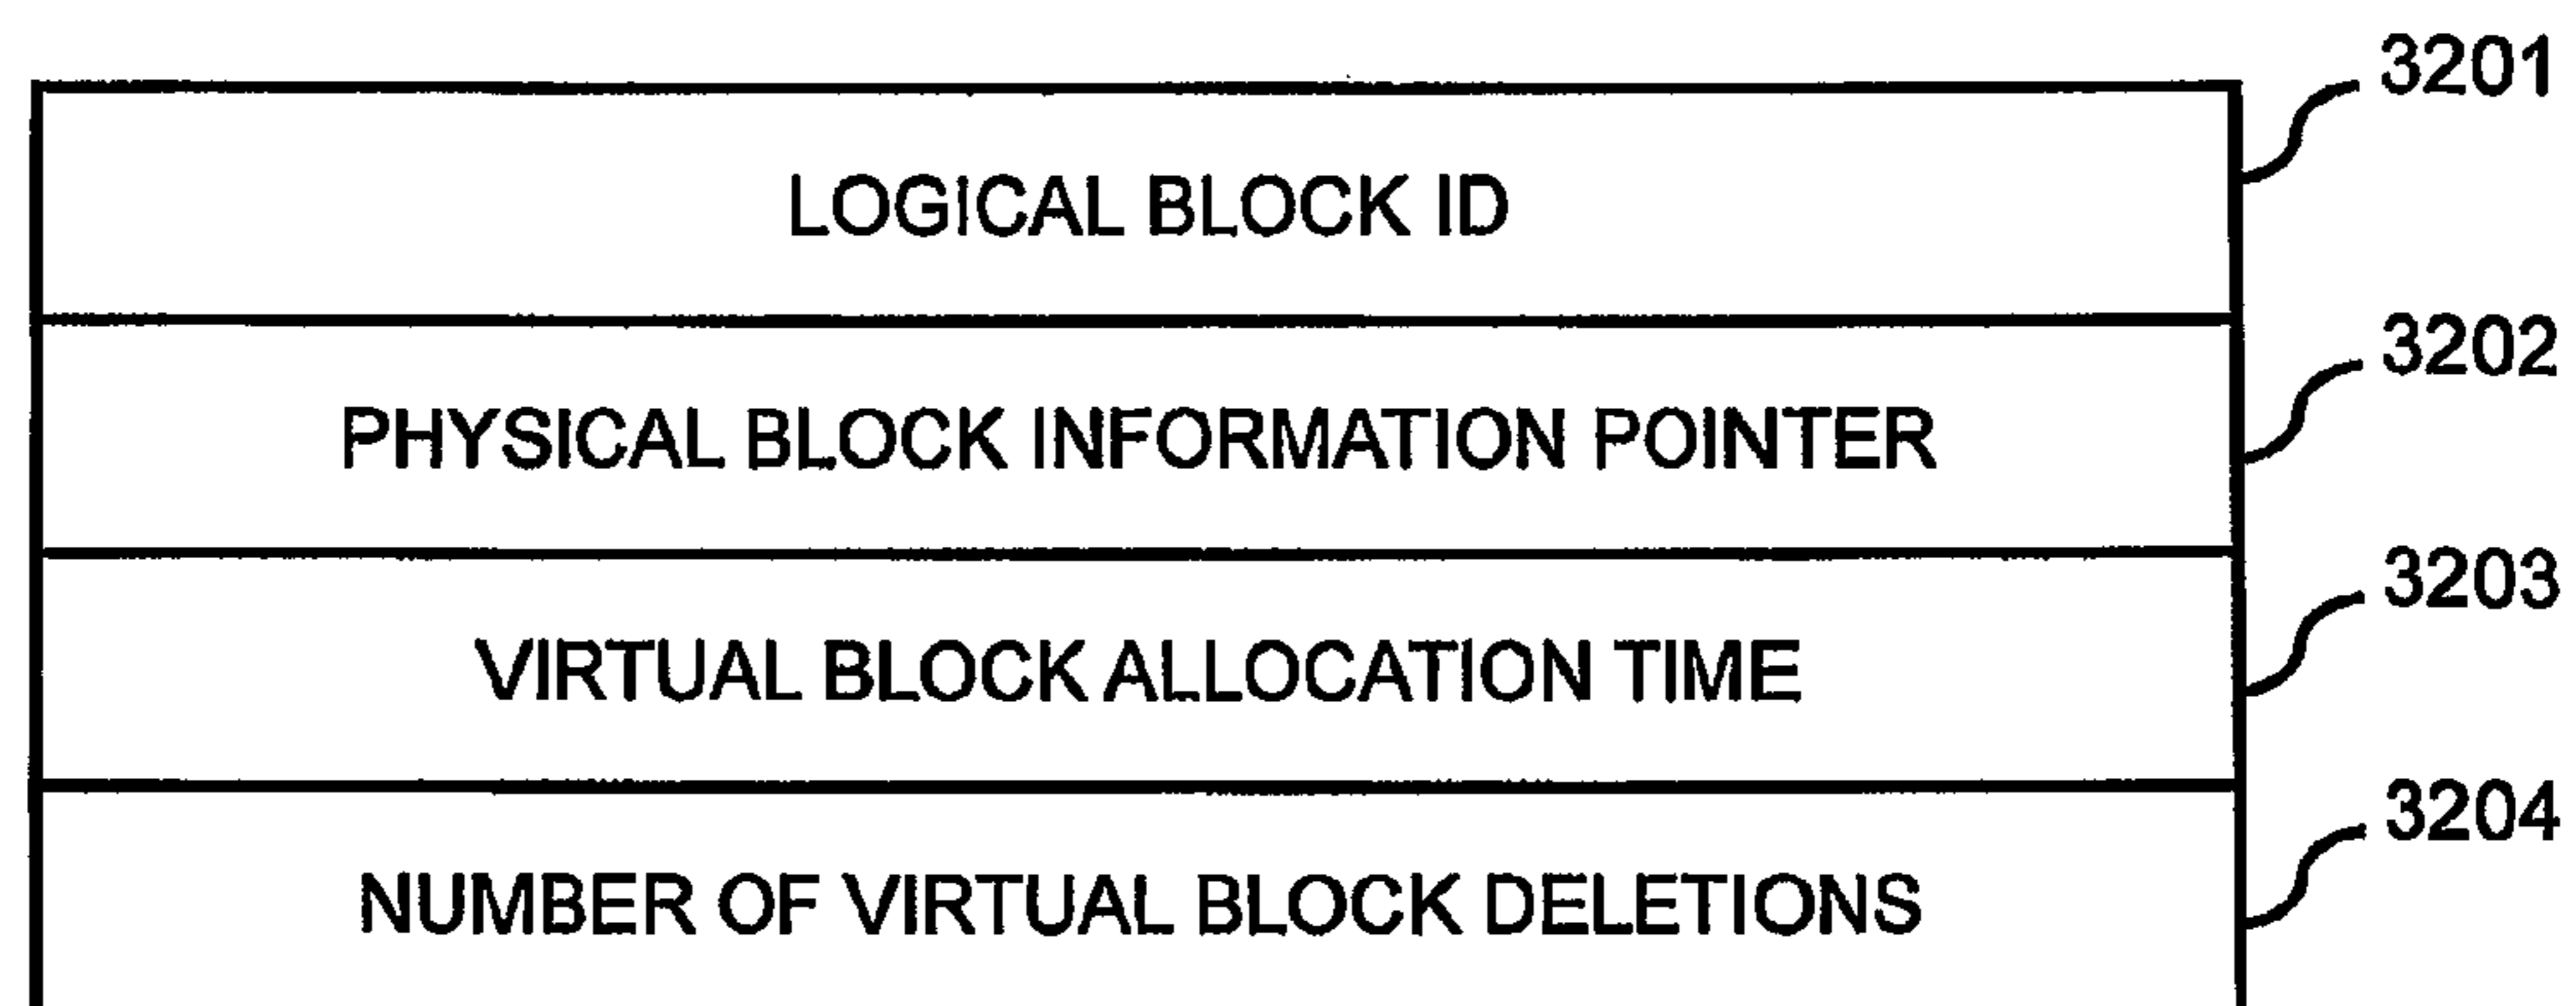 3201
LOGICAL BLOCK ID
3202
PHYSICAL BLOCK INFORMATION POINTER
3203
VIRTUAL BLOCK ALLOCATION TIME
3204
NUMBER OF VIRTUAL BLOCK DELETIONS